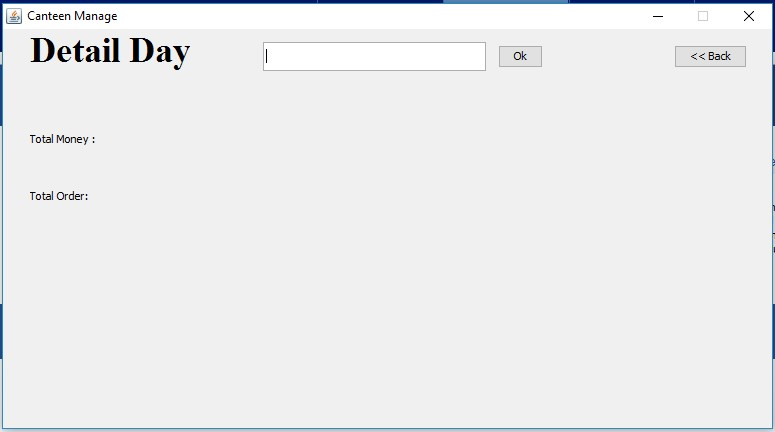 Canteen Manage
Detail Day
Ok
<< Back
Total Money :
Total Order: